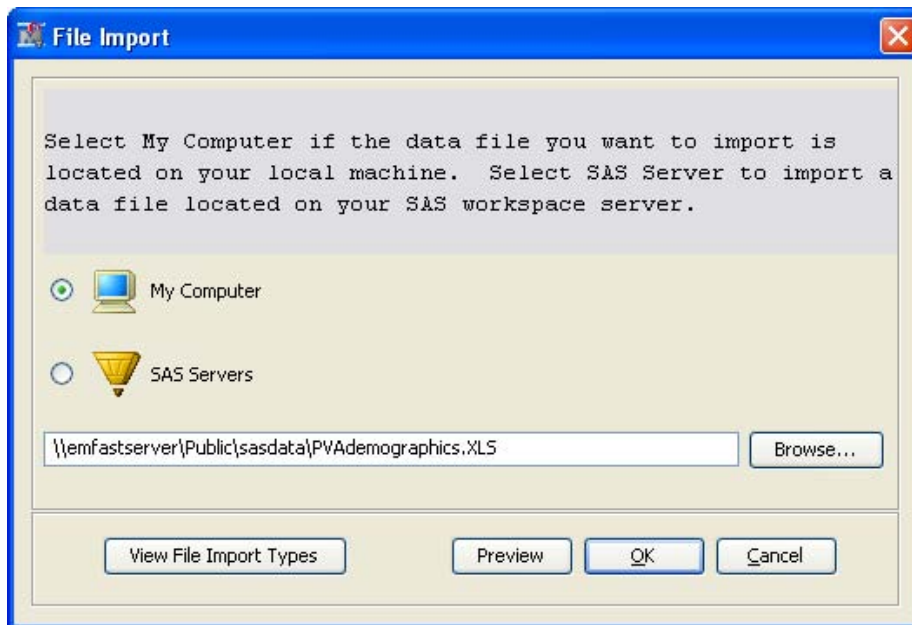 File Import
Select My Computer if the data file you want to import is
located on your local machine.  Select SAS Server to import a
data file located on your SAS workspace server.
My Computer
SAS Servers
\\emfastserver\Public\sasdata\PVAdemographics.XLS
Browse...
View File Import Types
Preview
OK
Cancel